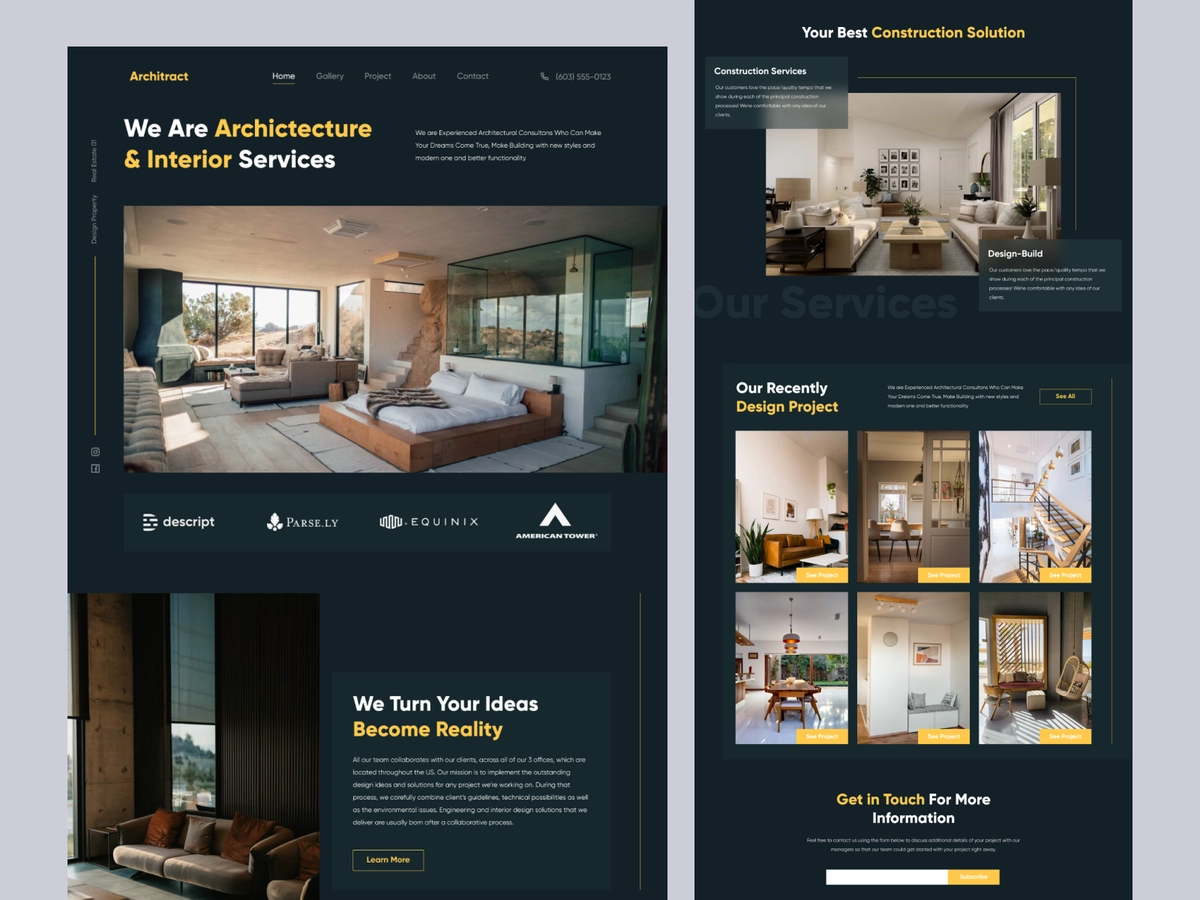 Architract
Home
Gallery
Project
About
Contact
(603) 555-0123
We Are Archictecture
& Interior Services
We are Experienced Architectural Consultans Who Can Make
Your Dreams Come True, Make Building with new styles and
modern one and better functionality
Real Estate 01
Design Property
descript
PARSE.LY
EQUINIX
AMERICAN TOWER
We Turn Your Ideas
Become Reality
All our team collaborates with our clients, across all of our 3 offices, which are
located throughout the US. Our mission is to implement the outstanding
design ideas and solutions for any project we're working on. During that
process, we carefully combine client's guidelines, technical possibilities as well
as the environmental issues. Engineering and interior design solutions that we
deliver are usually born after a collaborative process.
Learn More
Your Best Construction Solution
Construction Services
Our customers love the pace/quality tempo that we
show during each of the principal construction
processes! We're comfortable with any idea of our
clients.
Design-Build
Our customers love the pace/quality tempo that we
show during each of the principal construction
processes! We're comfortable with any idea of our
clients.
Our Services
Our Recently
Design Project
We are Experienced Architectural Consultans Who Can Make
Your Dreams Come True, Make Building with new styles and
modern one and better functionality
See All
See Project
See Project
See Project
See Project
See Project
See Project
Get in Touch For More
Information
Feel free to contact us using the form below to discuss additional details of your project with our
managers so that our team could get started with your project right away.
Subscribe